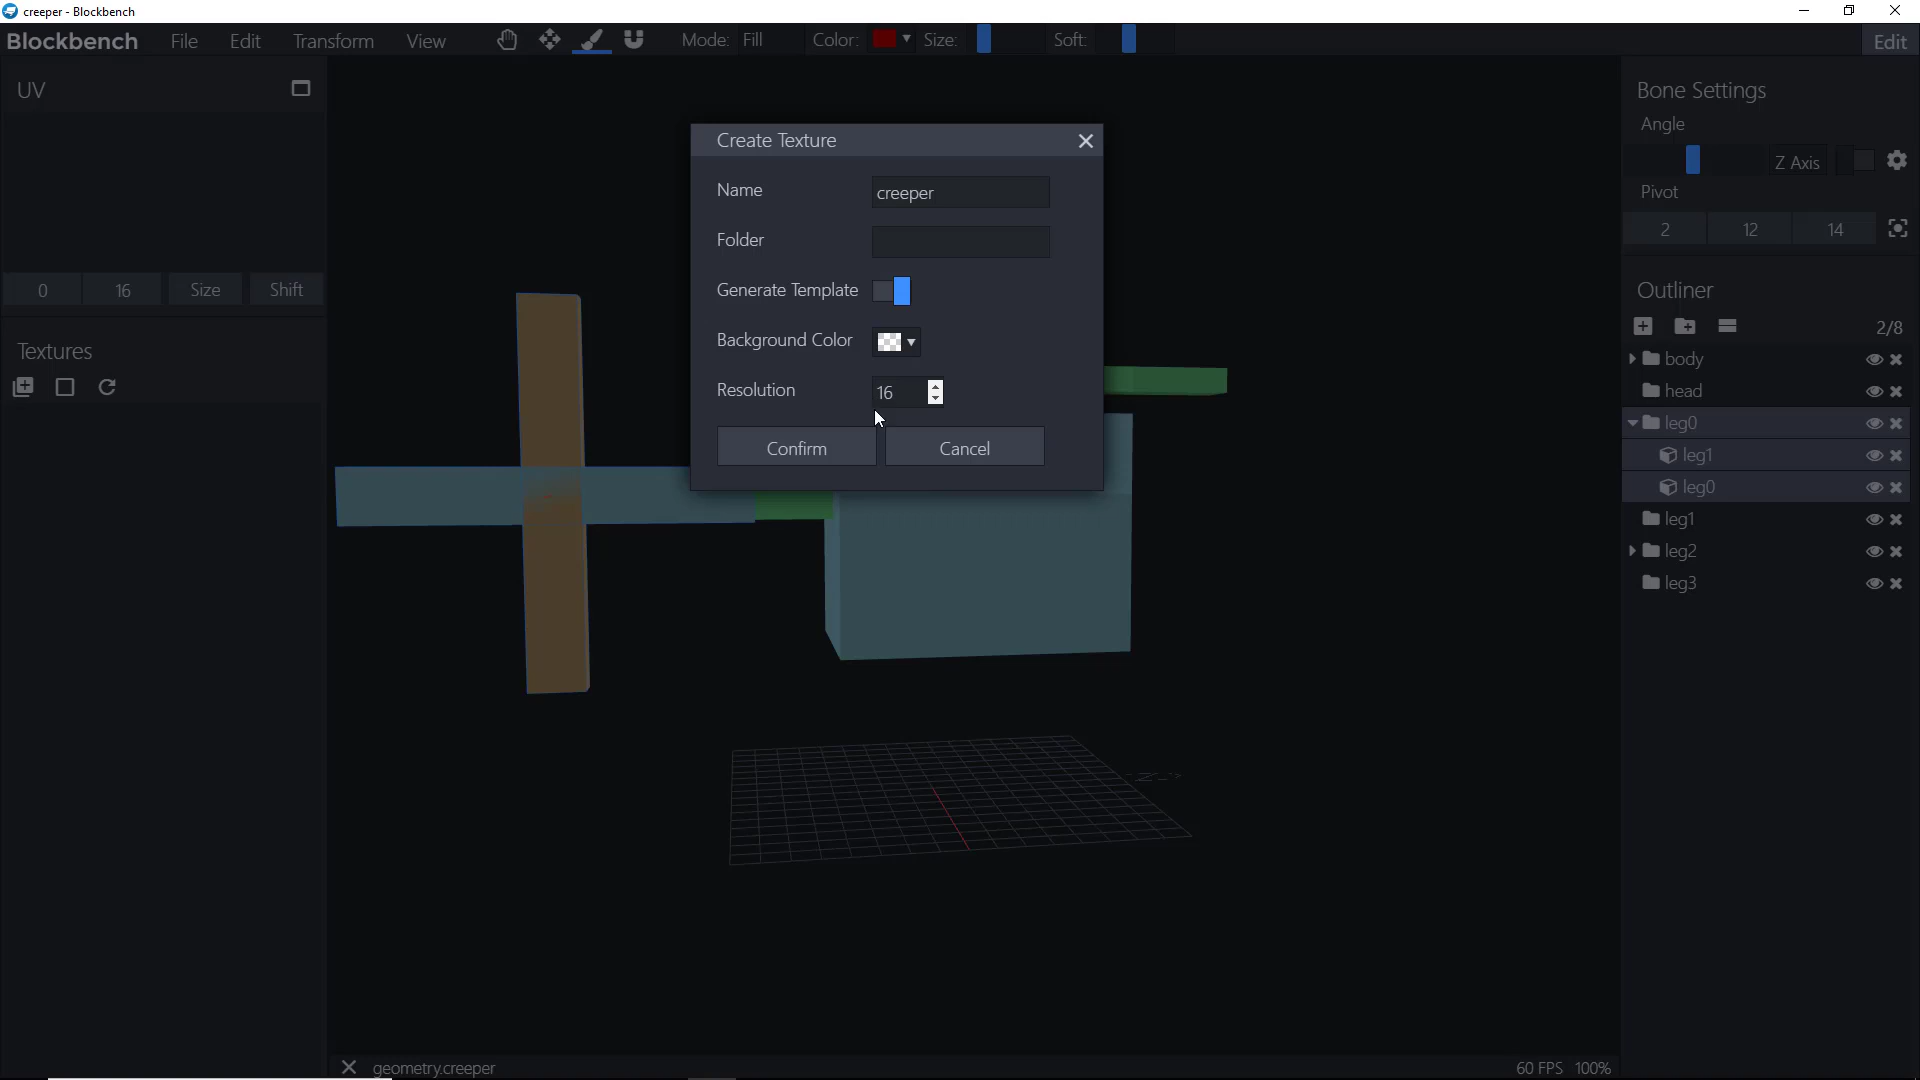 creeper - Blockbench
Blockbench File Edit Transform View Mode: Fill Color: Size: Soft: Edit
UV
0 16 Size Shift
Textures
Create Texture
Name creeper
Folder
Generate Template
Background Color
Resolution 16
Confirm Cancel
Bone Settings
Angle
Z Axis
Pivot
2 12 14
Outliner
2/8
body
head
leg0
leg1
leg0
leg1
leg2
leg3
geometry.creeper
60 FPS 100%